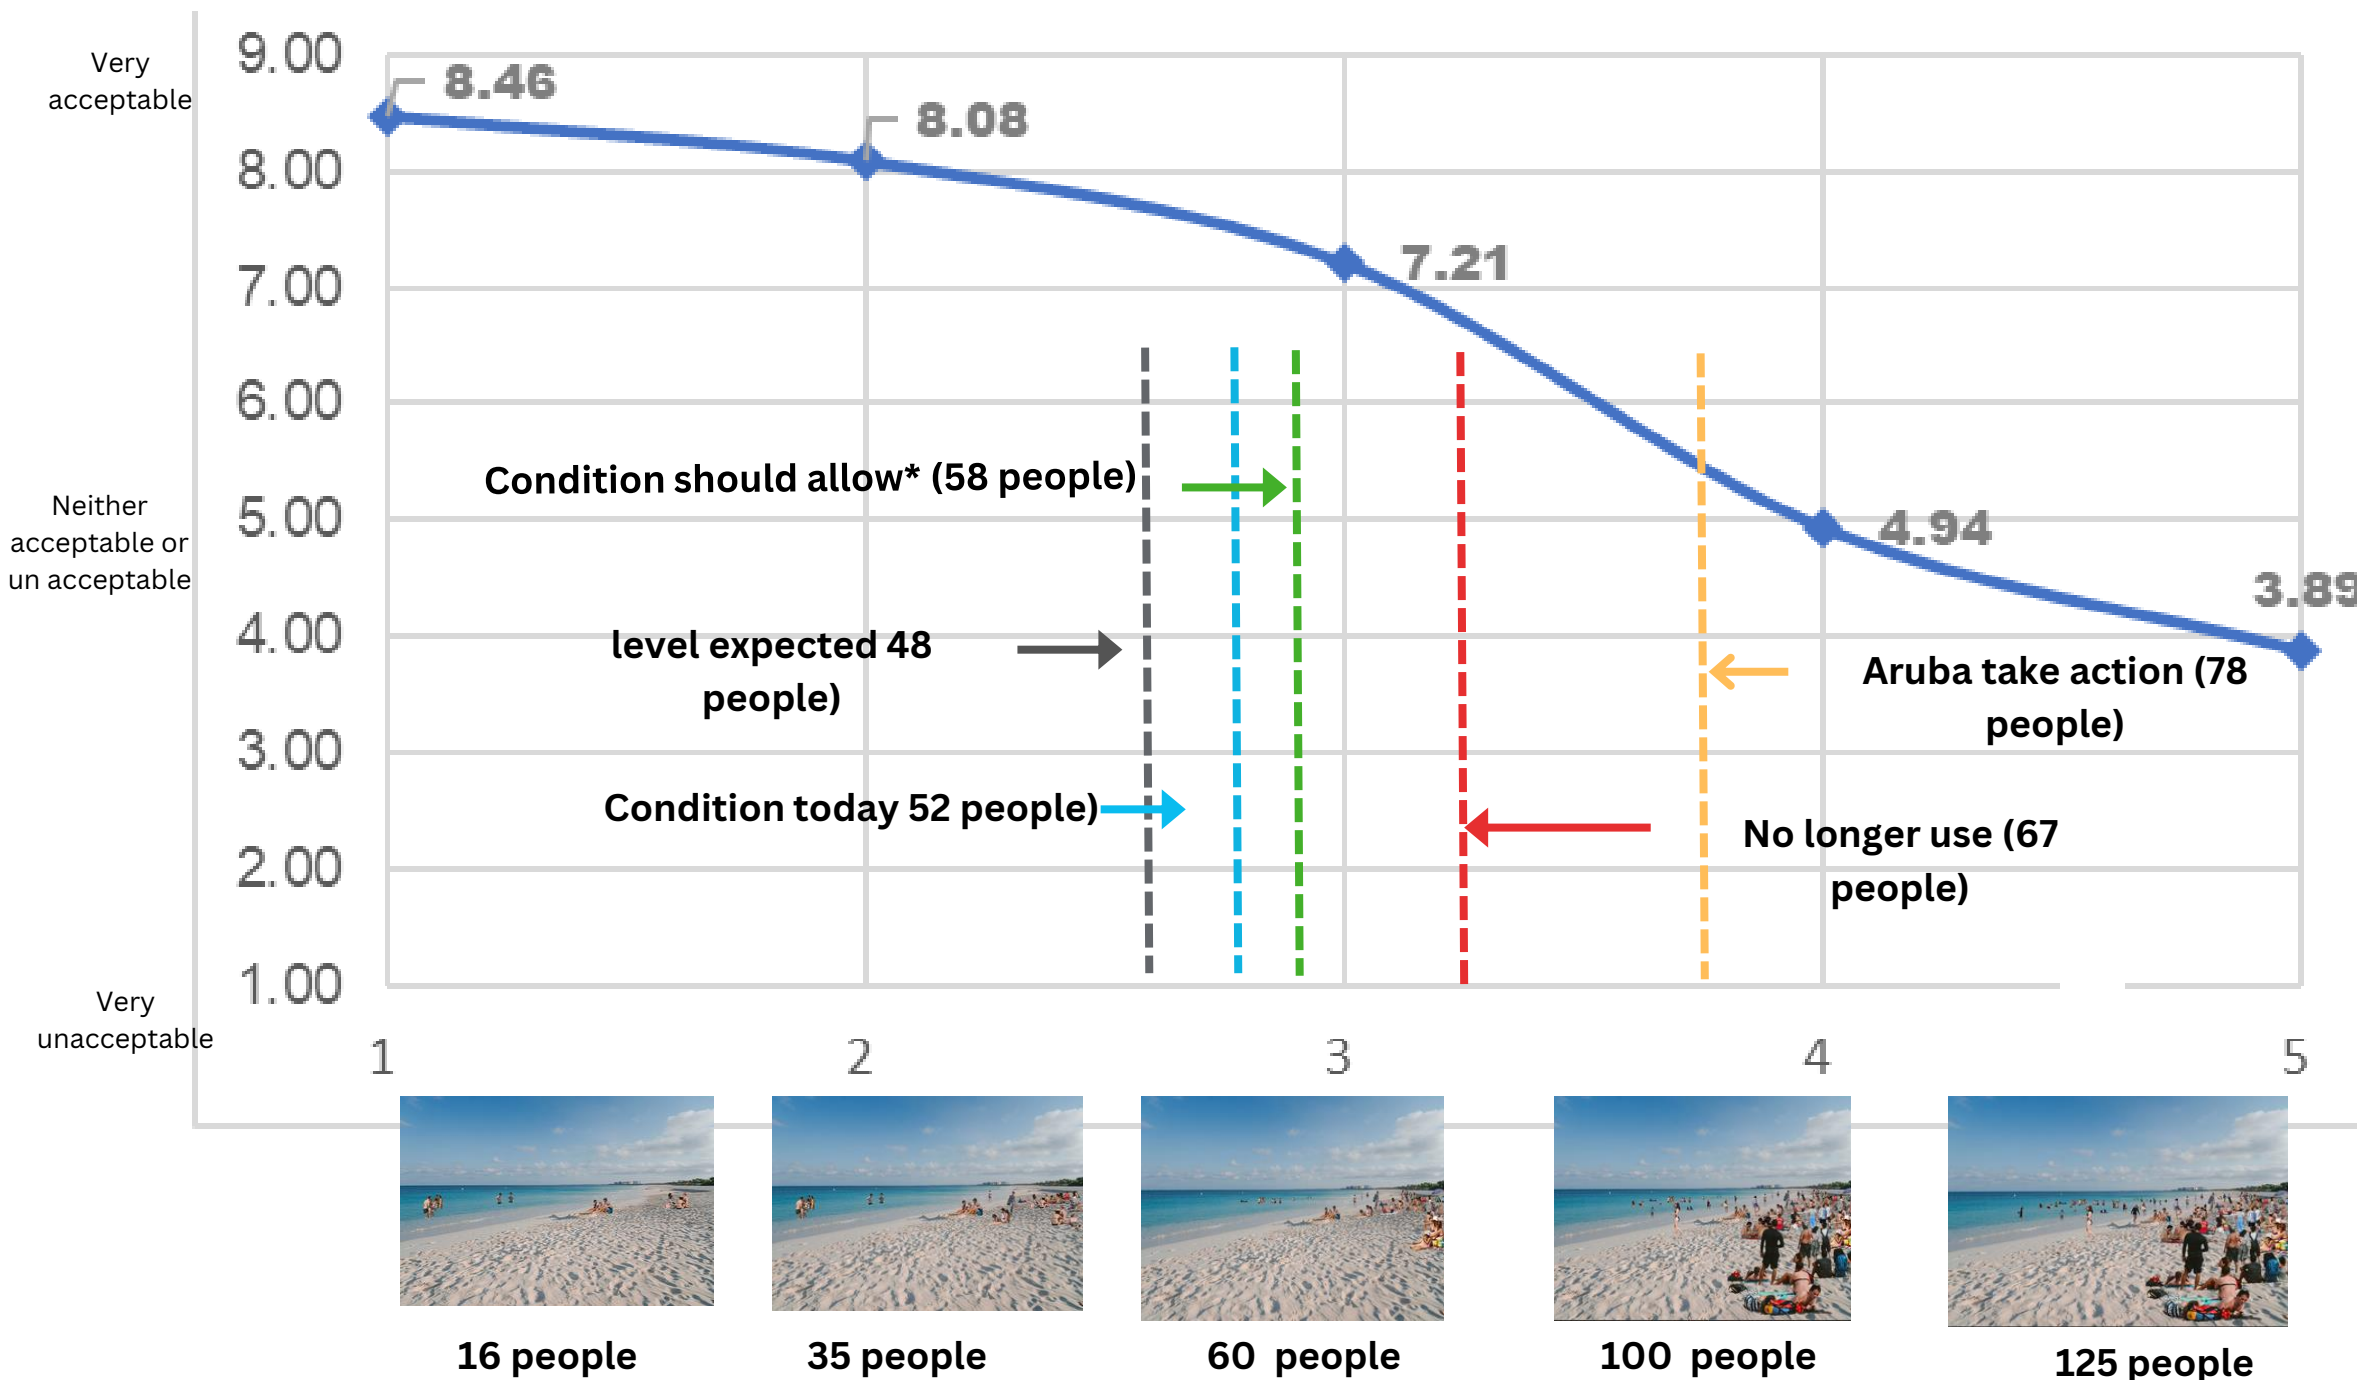 Very
acceptable
Neither
acceptable or
un acceptable
Very
unacceptable
9.00
8.00
7.00
6.00
5.00
4.00
3.00
2.00
1.00
8.46
8.08
7.21
4.94
3.89
Condition should allow* (58 people)
level expected 48
people)
Condition today 52 people)
Aruba take action (78
people)
No longer use (67
people)
1
2
3
4
5
16 people
35 people
60 people
100 people
125 people